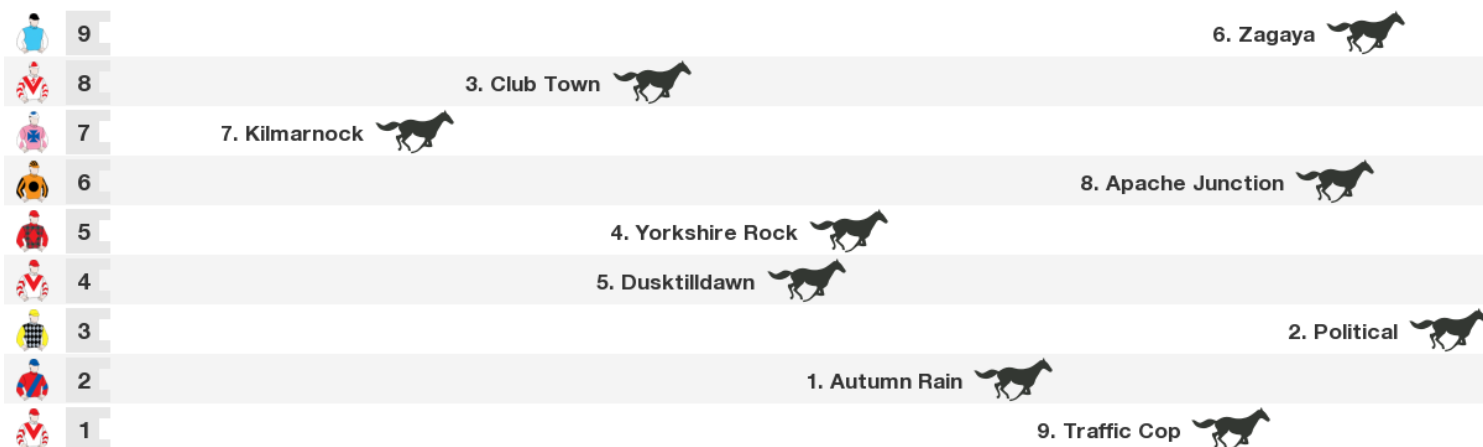 9 6. Zagaya
8 3. Club Town
7 7. Kilmarnock
6 8. Apache Junction
5 4. Yorkshire Rock
4 5. Dusktilldawn
3 2. Political
2 1. Autumn Rain
1 9. Traffic Cop